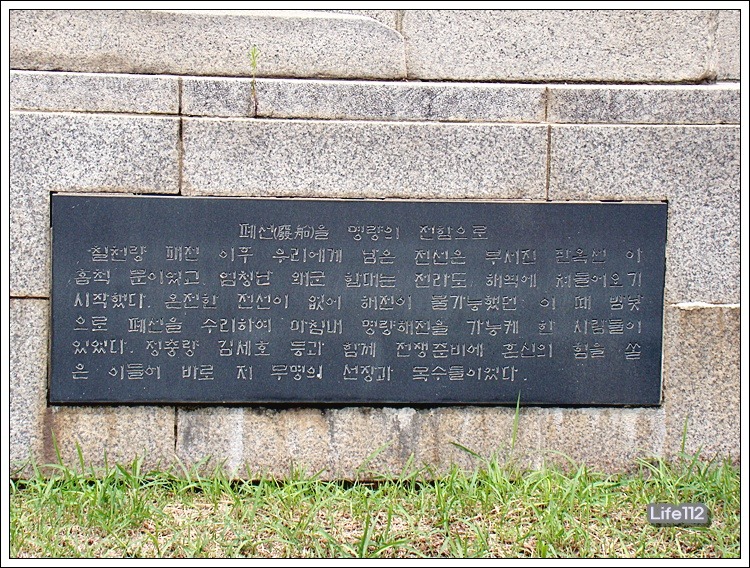 폐선(廢船)을 명량의 전함으로
칠천량 패전 이후 우리에게 남은 전선은 부서진 판옥선 아
홉척 뿐이었고 엄청난 왜군 함대는 전라도 해역에 쳐들어오기
시작했다. 온전한 전선이 없어 해전이 불가능했던 이 때 밤낮
으로 폐선을 수리하여 마침내 명량해전을 가능케 한 사람들이
있었다. 정충량 김세호 등과 함께 전쟁준비에 혼신의 힘을 쏟
은 이들이 바로 저 무명의 선장과 목수들이었다.
Life112